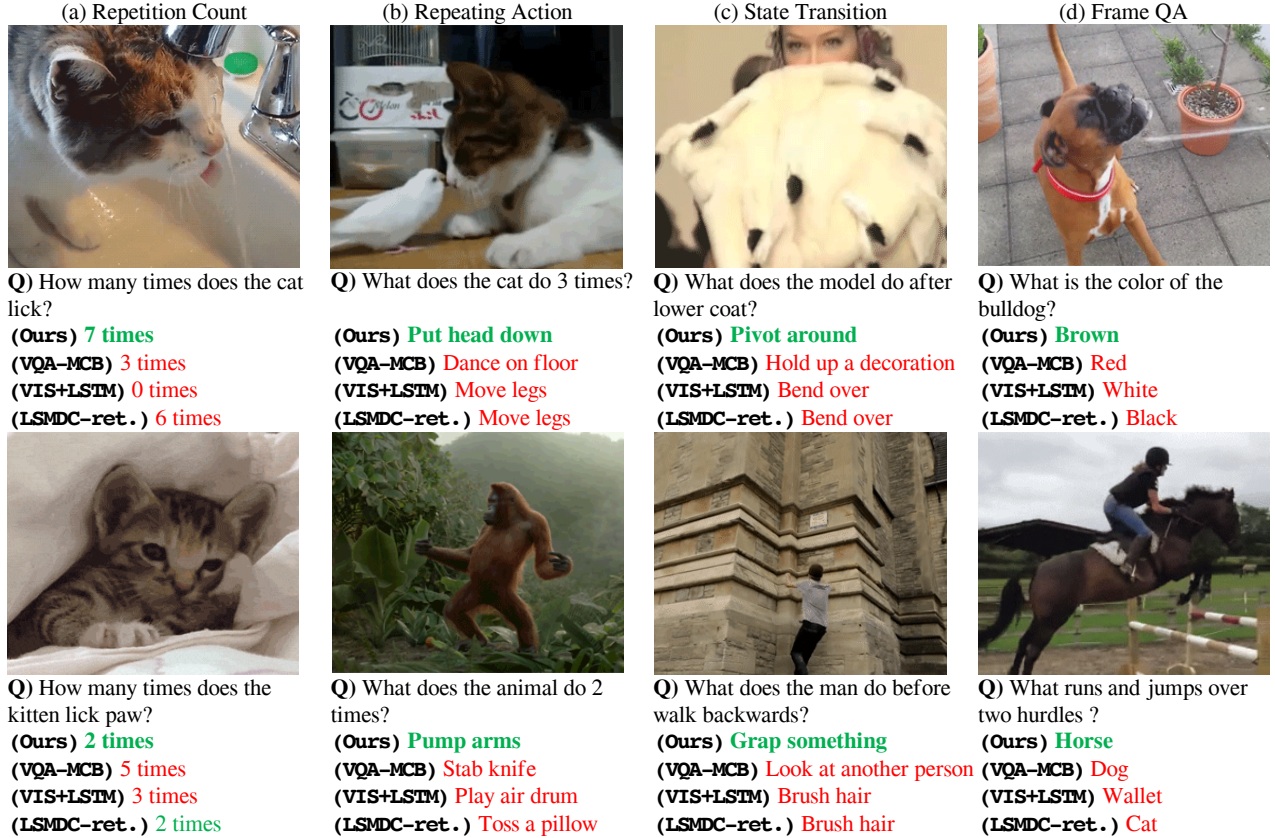 (a) Repetition Count
(b) Repeating Action
(c) State Transition
(d) Frame QA
Melon
Q) How many times does the cat
lick?
(Ours) 7 times
(VQA-MCB) 3 times
(VIS+LSTM) 0 times
(LSMDC-ret.) 6 times
Q) What does the cat do 3 times?
(Ours) Put head down
(VQA-MCB) Dance on floor
(VIS+LSTM) Move legs
(LSMDC-ret.) Move legs
Q) What does the model do after
lower coat?
(Ours) Pivot around
(VQA-MCB) Hold up a decoration
(VIS+LSTM) Bend over
(LSMDC-ret.) Bend over
Q) What is the color of the
bulldog?
(Ours) Brown
(VQA-MCB) Red
(VIS+LSTM) White
(LSMDC-ret.) Black
Q) How many times does the
kitten lick paw?
(Ours) 2 times
(VQA-MCB) 5 times
(VIS+LSTM) 3 times
(LSMDC-ret.) 2 times
Q) What does the animal do 2
times?
(Ours) Pump arms
(VQA-MCB) Stab knife
(VIS+LSTM) Play air drum
(LSMDC-ret.) Toss a pillow
Q) What does the man do before
walk backwards?
(Ours) Grap something
(VQA-MCB) Look at another person
(VIS+LSTM) Brush hair
(LSMDC-ret.) Brush hair
Q) What runs and jumps over
two hurdles ?
(Ours) Horse
(VQA-MCB) Dog
(VIS+LSTM) Wallet
(LSMDC-ret.) Cat